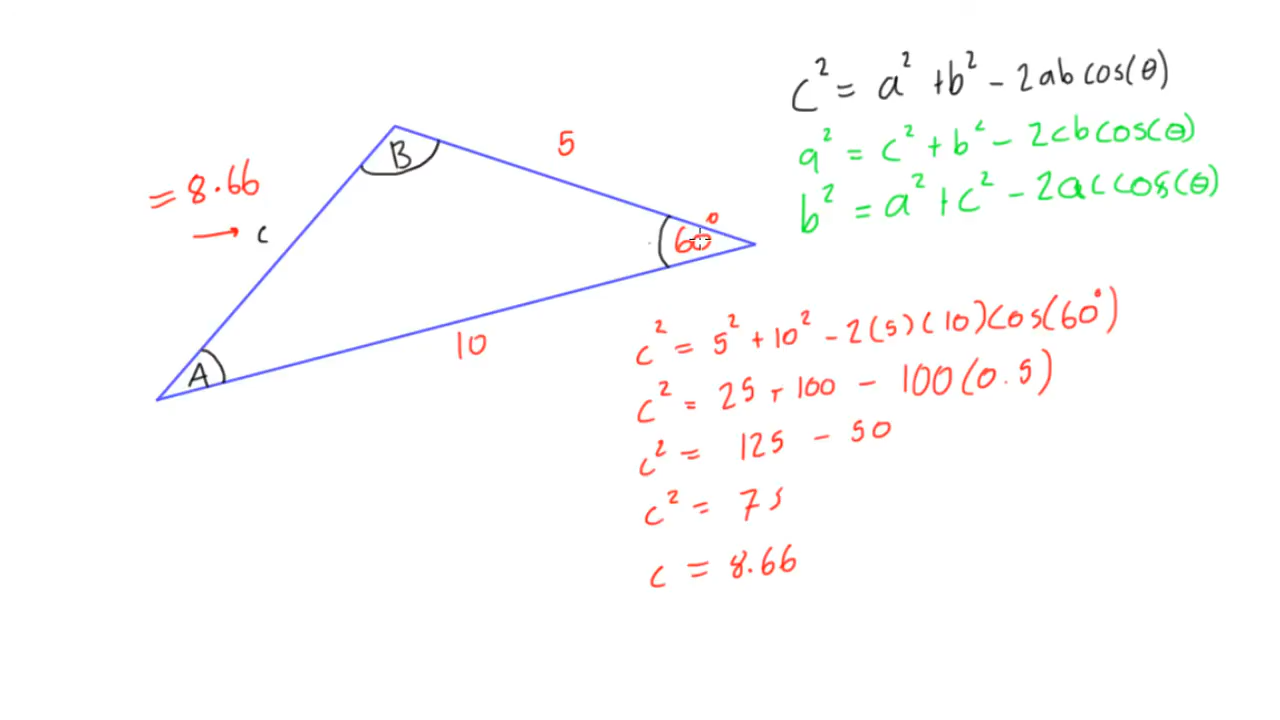 c² = a² + b² - 2ab cos(θ)
a² = c² + b² - 2cb cos(θ)
b² = a² + c² - 2ac cos(θ)
B
5
= 8.66
→ c
60°
10
A
c² = 5² + 10² - 2(5)(10)cos(60°)
c² = 25 + 100 - 100(0.5)
c² = 125 - 50
c² = 75
c = 8.66